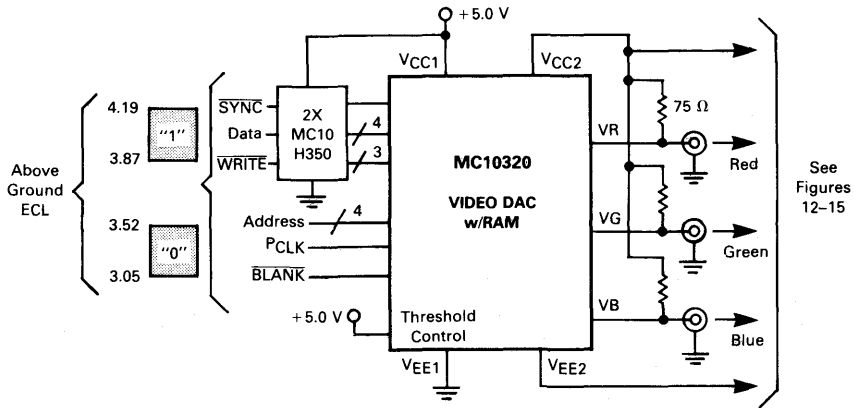 +5.0 V
VCC1
VCC2
4.19
"1"
3.87
Above
Ground
ECL
3.52
"0"
3.05
SYNC
Data
WRITE
2X
MC10
H350
4
3
Address
4
PCLK
BLANK
+5.0 V
Threshold
Control
MC10320
VIDEO DAC
w/RAM
VEE1
VEE2
75 Ω
VR
Red
VG
Green
VB
Blue
See
Figures
12–15